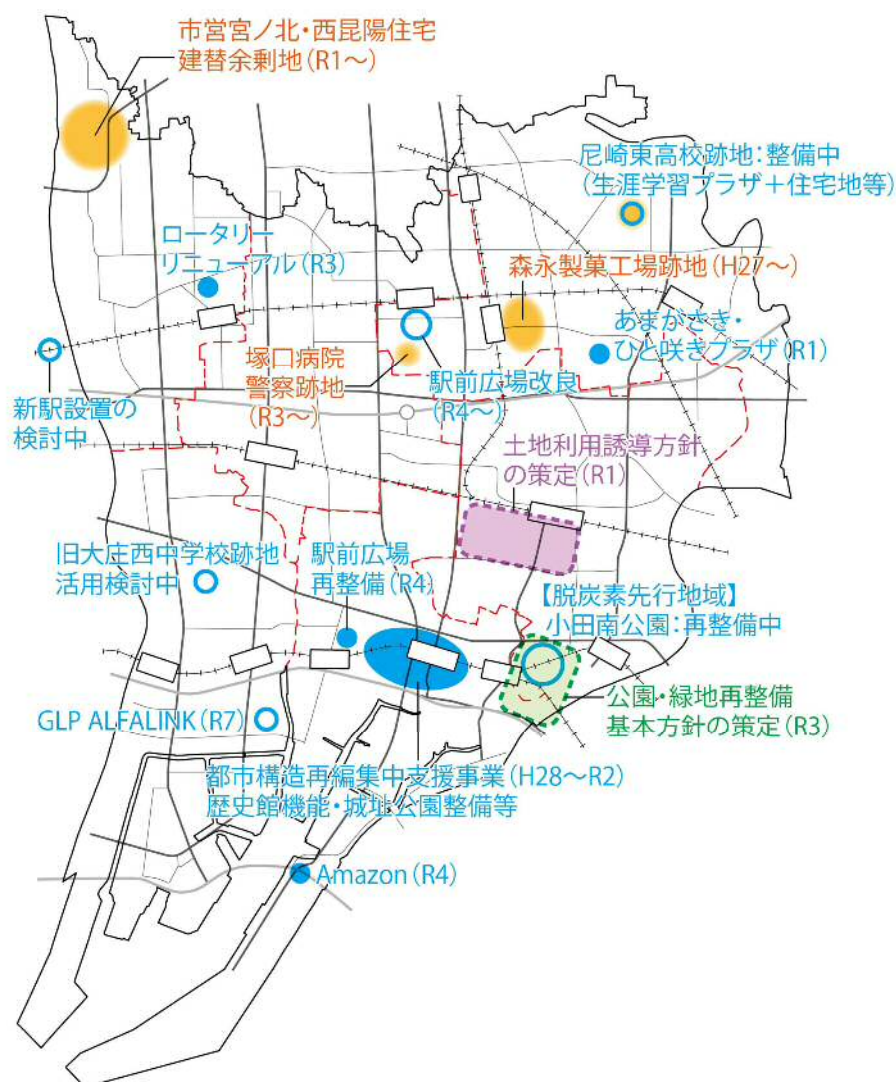 市営宮ノ北・西昆陽住宅
建替余剰地(R1～)
尼崎東高校跡地：整備中
(生涯学習プラザ＋住宅地等)
ロータリー
リニューアル(R3)
森永製菓工場跡地(H27～)
あまがさき・
ひと咲きプラザ(R1)
塚口病院
警察跡地
(R3～)
駅前広場改良
(R4～)
新駅設置の
検討中
土地利用誘導方針
の策定(R1)
旧大庄西中学校跡地
活用検討中
駅前広場
再整備(R4)
【脱炭素先行地域】
小田南公園：再整備中
公園・緑地再整備
基本方針の策定(R3)
GLP ALFALINK(R7)
都市構造再編集中支援事業(H28～R2)
歴史館機能・城址公園整備等
Amazon(R4)